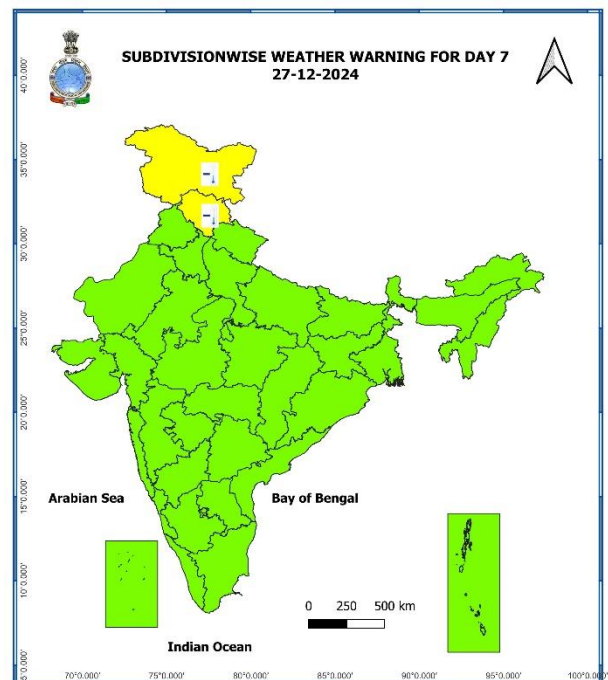 SUBDIVISIONWISE WEATHER WARNING FOR DAY 7
27-12-2024
40°0.000'
35°0.000'
30°0.000'
25°0.000'
20°0.000'
15°0.000'
10°0.000'
5°0.000'
Arabian Sea
Bay of Bengal
0 250 500 km
Indian Ocean
70°0.000' 75°0.000' 80°0.000' 85°0.000' 90°0.000' 95°0.000' 100°0.000'